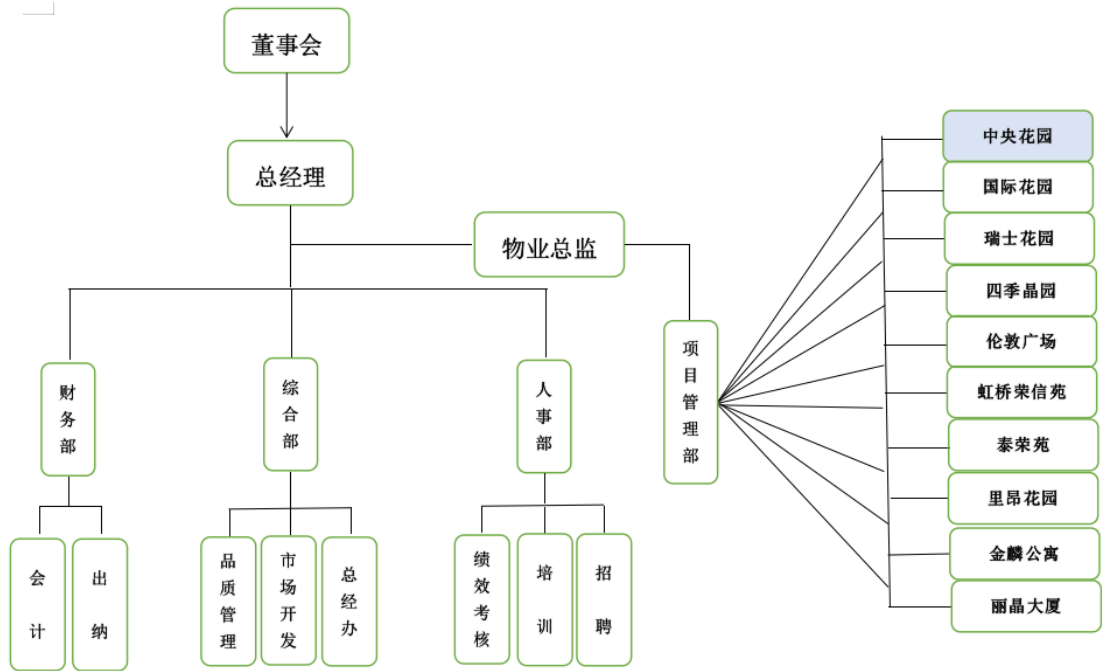 董事会
总经理
物业总监
中央花园
国际花园
瑞士花园
四季晶园
伦敦广场
虹桥荣信苑
泰荣苑
里昂花园
金麟公寓
丽晶大厦
项目管理部
财务部
综合部
人事部
会计
出纳
品质管理
市场开发
总经办
绩效考核
培训
招聘